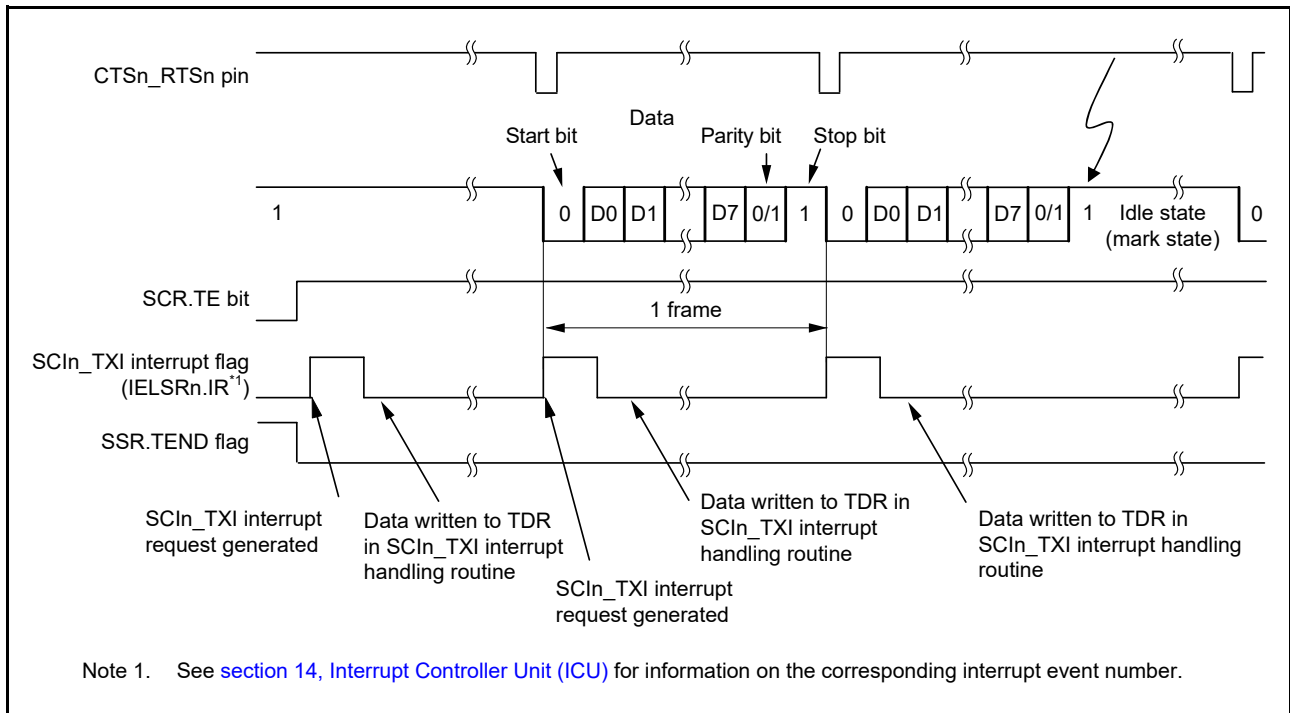 CTSn_RTSn pin
Data
Start bit
Parity bit
Stop bit
1
0
D0
D1
D7
0/1
1
0
D0
D1
D7
0/1
1
Idle state
(mark state)
0
SCR.TE bit
1 frame
SCIn_TXI interrupt flag
(IELSRn.IR*1)
SSR.TEND flag
SCIn_TXI interrupt
request generated
Data written to TDR
in SCIn_TXI interrupt
handling routine
SCIn_TXI interrupt
request generated
Data written to TDR in
SCIn_TXI interrupt
handling routine
Data written to TDR in
SCIn_TXI interrupt handling
routine
Note 1. See section 14, Interrupt Controller Unit (ICU) for information on the corresponding interrupt event number.